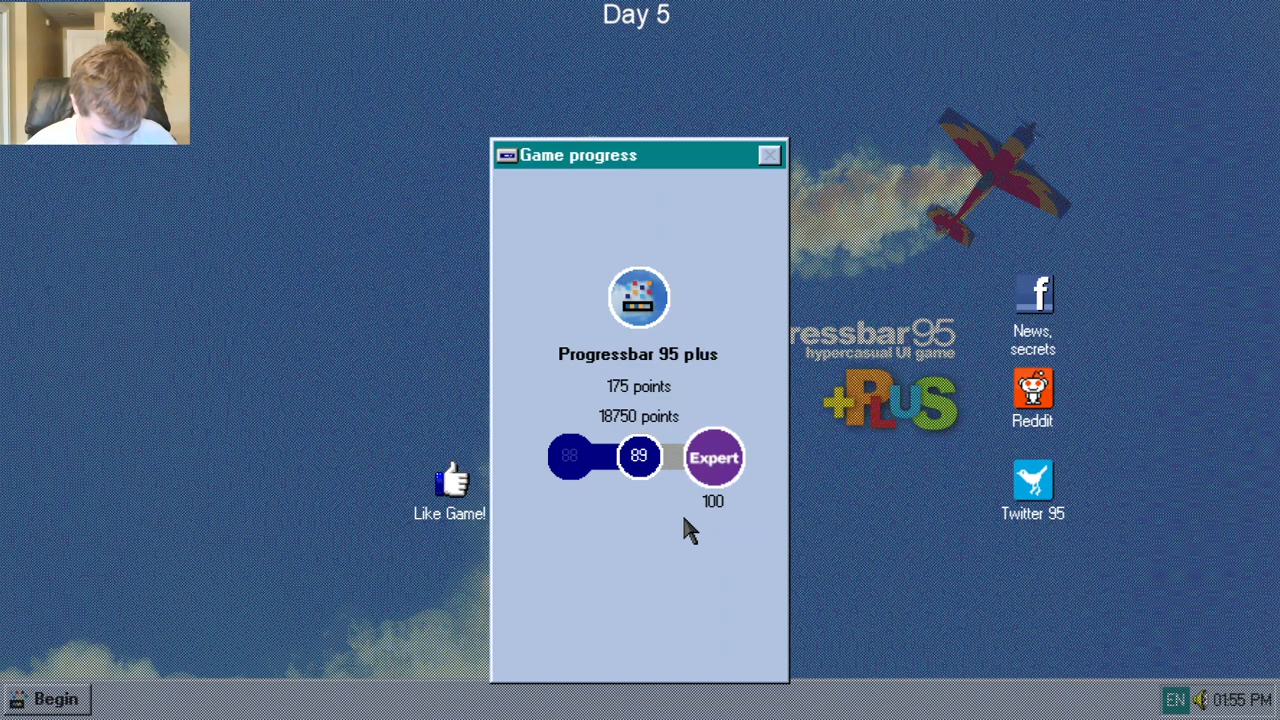 Day 5
Game progress
Progressbar 95 plus
175 points
18750 points
88
89
Expert
100
ressbar95
hypercasual UI game
+PLUS
News,
secrets
Reddit
Twitter 95
Like Game!
Begin
EN
01:55 PM